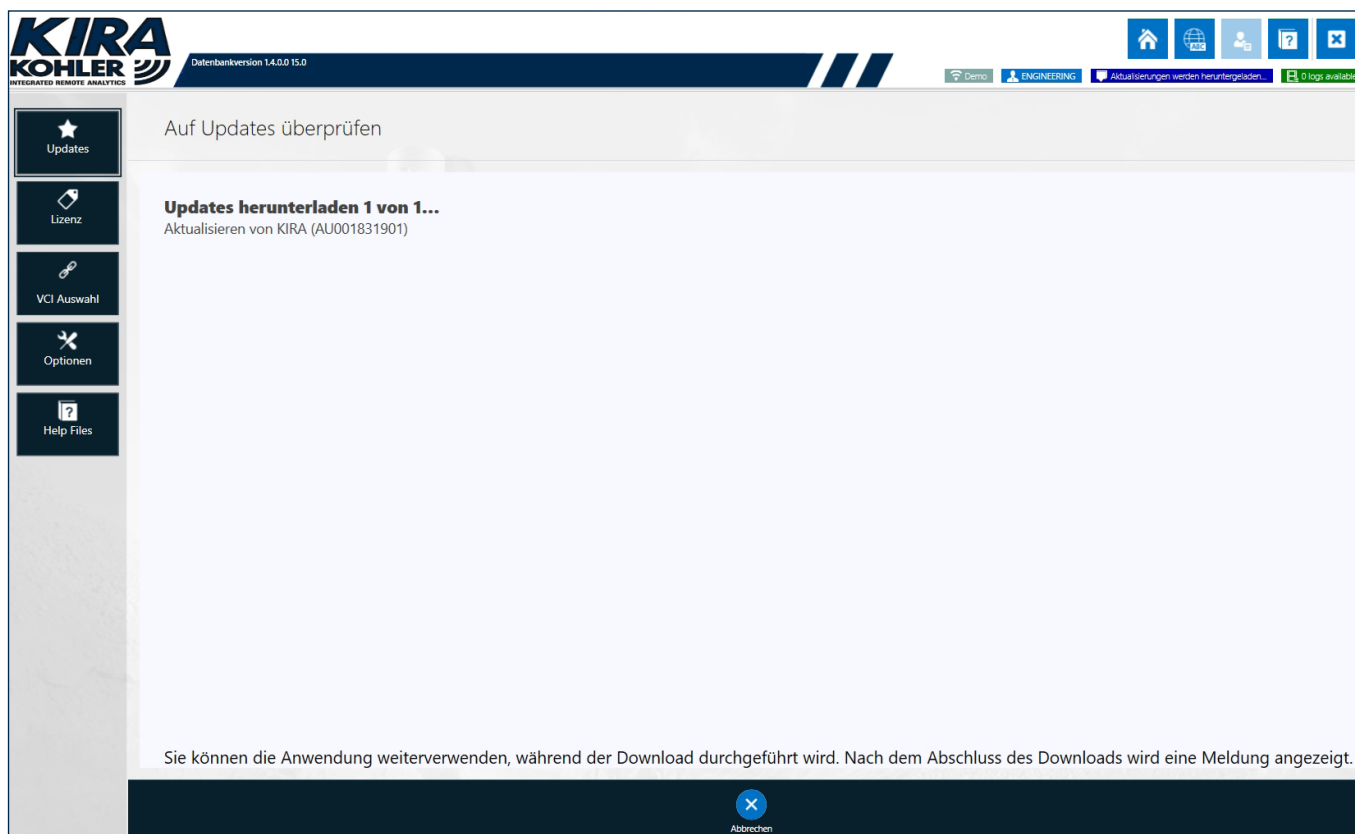 KIRA
KOHLER
INTEGRATED REMOTE ANALYTICS
Datenbankversion 1.4.0.0 15.0
ABC
?
Demo
ENGINEERING
Aktualisierungen werden heruntergeladen...
0 logs available
Updates
Lizenz
VCI Auswahl
Optionen
?
Help Files
Auf Updates überprüfen
Updates herunterladen 1 von 1...
Aktualisieren von KIRA (AU001831901)
Sie können die Anwendung weiterverwenden, während der Download durchgeführt wird. Nach dem Abschluss des Downloads wird eine Meldung angezeigt.
Abbrechen